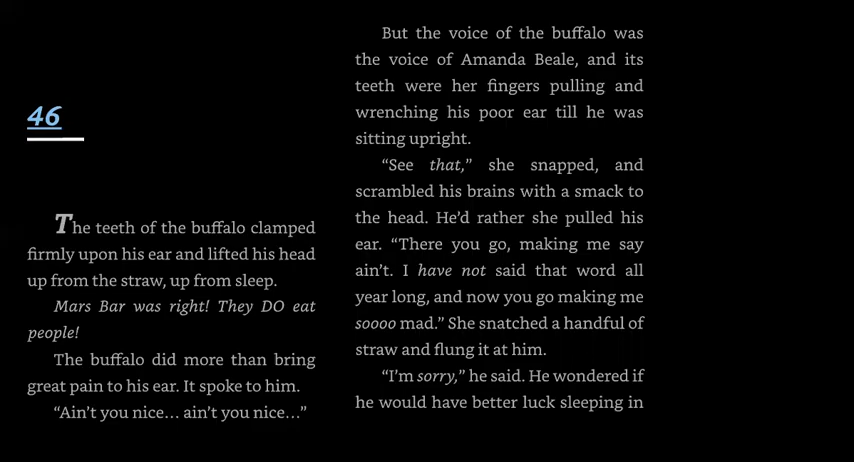 46
The teeth of the buffalo clamped
firmly upon his ear and lifted his head
up from the straw, up from sleep.
Mars Bar was right! They DO eat
people!
The buffalo did more than bring
great pain to his ear. It spoke to him.
“Ain’t you nice… ain’t you nice…”
But the voice of the buffalo was
the voice of Amanda Beale, and its
teeth were her fingers pulling and
wrenching his poor ear till he was
sitting upright.
“See that,” she snapped, and
scrambled his brains with a smack to
the head. He’d rather she pulled his
ear. “There you go, making me say
ain’t. I have not said that word all
year long, and now you go making me
soooo mad.” She snatched a handful of
straw and flung it at him.
“I’m sorry,” he said. He wondered if
he would have better luck sleeping in